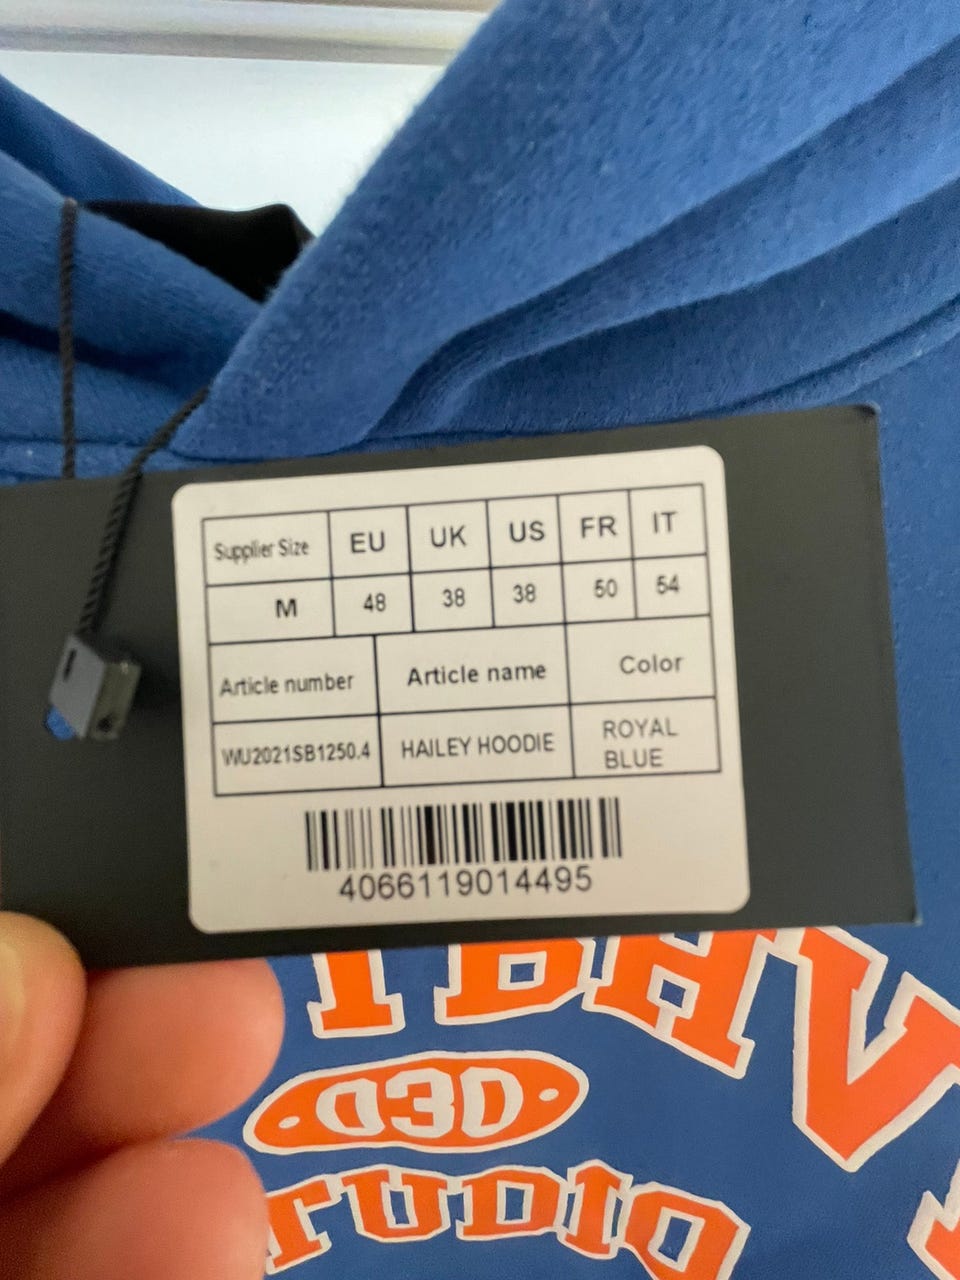 Supplier Size EU UK US FR IT
M 48 38 38 50 54
Article number Article name Color
WU2021SB1250.4 HAILEY HOODIE ROYAL
BLUE
4066119014495
TUDIO